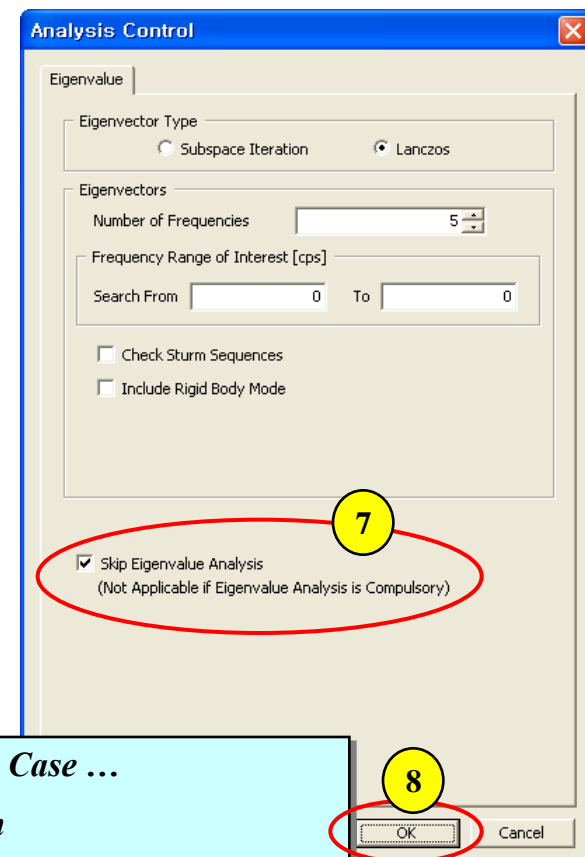 Analysis Control
Eigenvalue
Eigenvector Type
Subspace Iteration Lanczos
Eigenvectors
Number of Frequencies 5
Frequency Range of Interest [cps]
Search From 0 To 0
Check Sturm Sequences
Include Rigid Body Mode
7
Skip Eigenvalue Analysis
(Not Applicable if Eigenvalue Analysis is Compulsory)
Case ...
8
OK Cancel